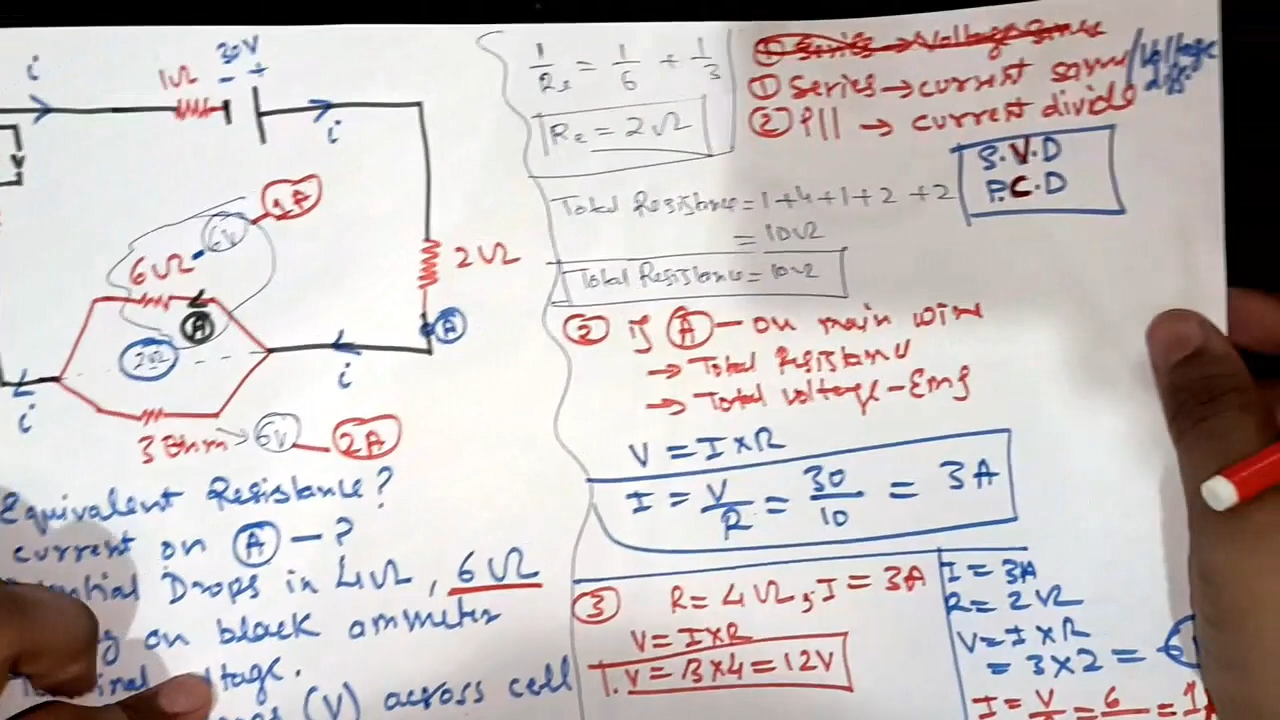 30V
i
1Ω
- +
i
1A
6V
6Ω
A
2Ω
2Ω
A
i
i
3 Ohm → 6V
2A
Equivalent Resistance?
current on A - ?
Drops in 4Ω, 6Ω
on black ammeter
(V) across cell
1/ = 1/6 + 1/3
= 2Ω
① Series → current same / Voltage diff.
② P|| → current divide
S.V.D
P.C.D
Total Resistance = 1+4+1+2+2
= 10Ω
Total Resistance = 10Ω
② if A - on main wire
→ Total Resistance
→ Total voltage - Emf
V = I×R
I = V/R = 30/10 = 3A
③ R = 4Ω, I = 3A
V = I×R
V = 3×4 = 12V
I = 3A
R = 2Ω
V = I×R
= 3×2 = 6
I = V/ = 6/ = 1